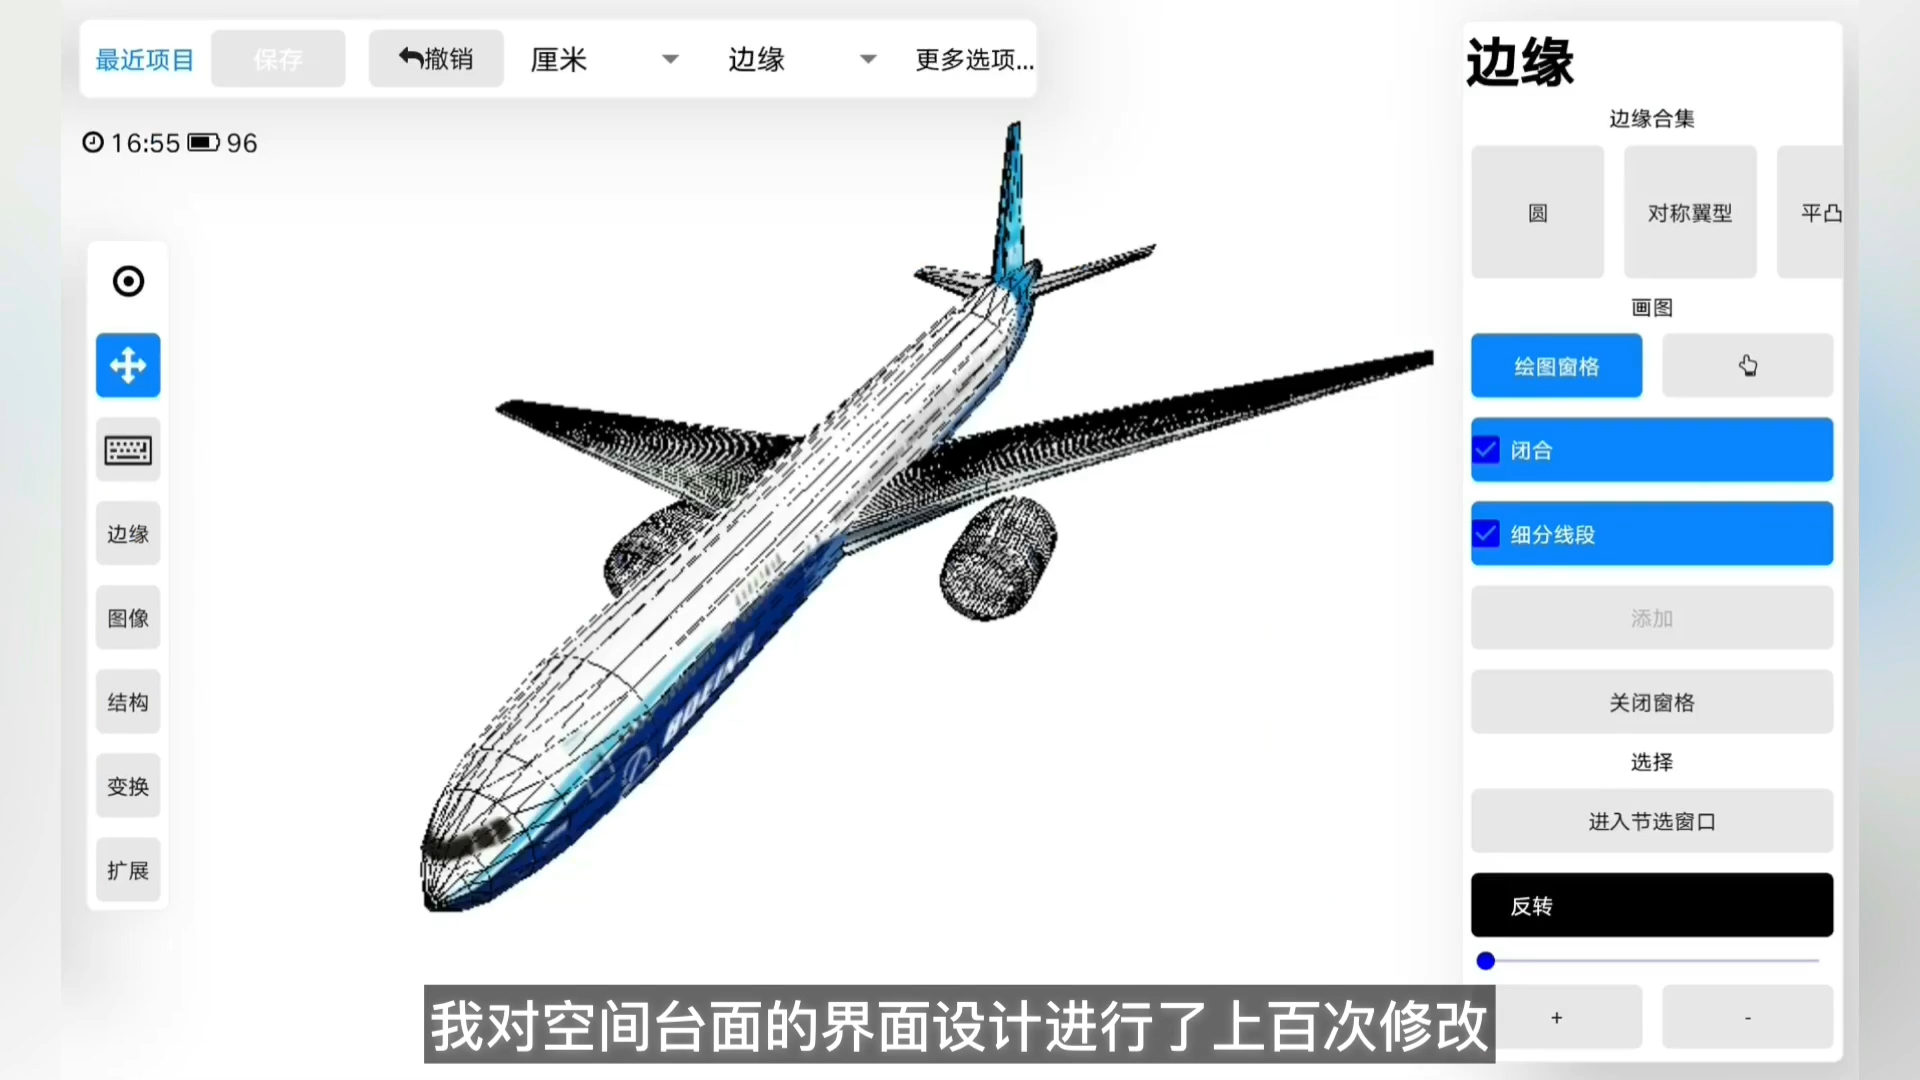 最近项目
保存
撤销
厘米
边缘
更多选项...
16:55 96
边缘
图像
结构
变换
扩展
BOEING
边缘
边缘合集
圆
对称翼型
平凸
画图
绘图窗格
闭合
细分线段
添加
关闭窗格
选择
进入节选窗口
反转
+
-
我对空间台面的界面设计进行了上百次修改